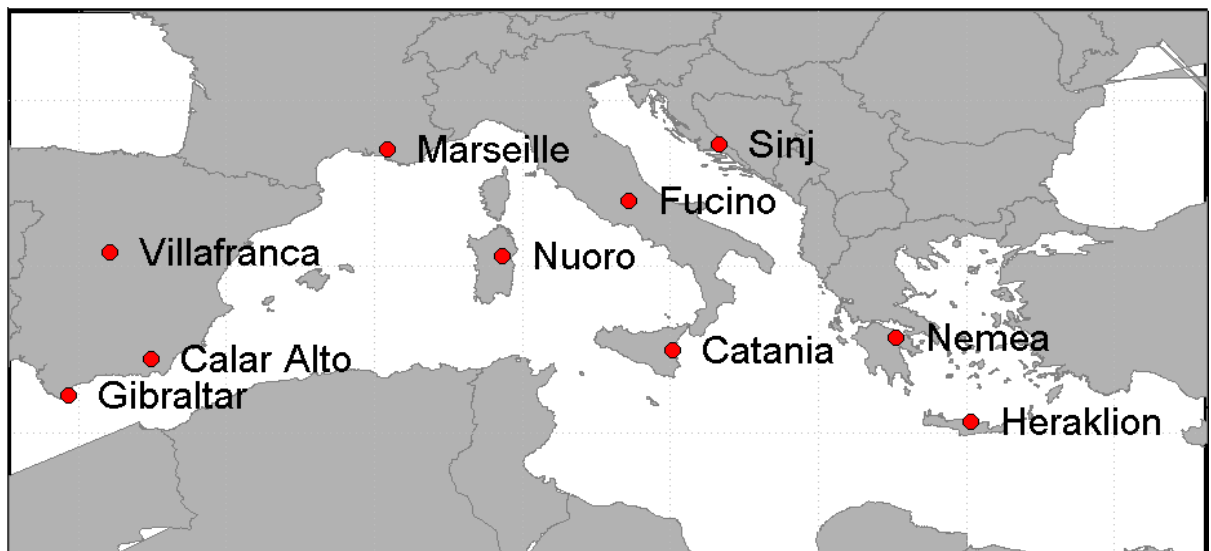 Marseille
Sinj
Fucino
Villafranca
Nuoro
Nemea
Catania
Calar Alto
Gibraltar
Heraklion